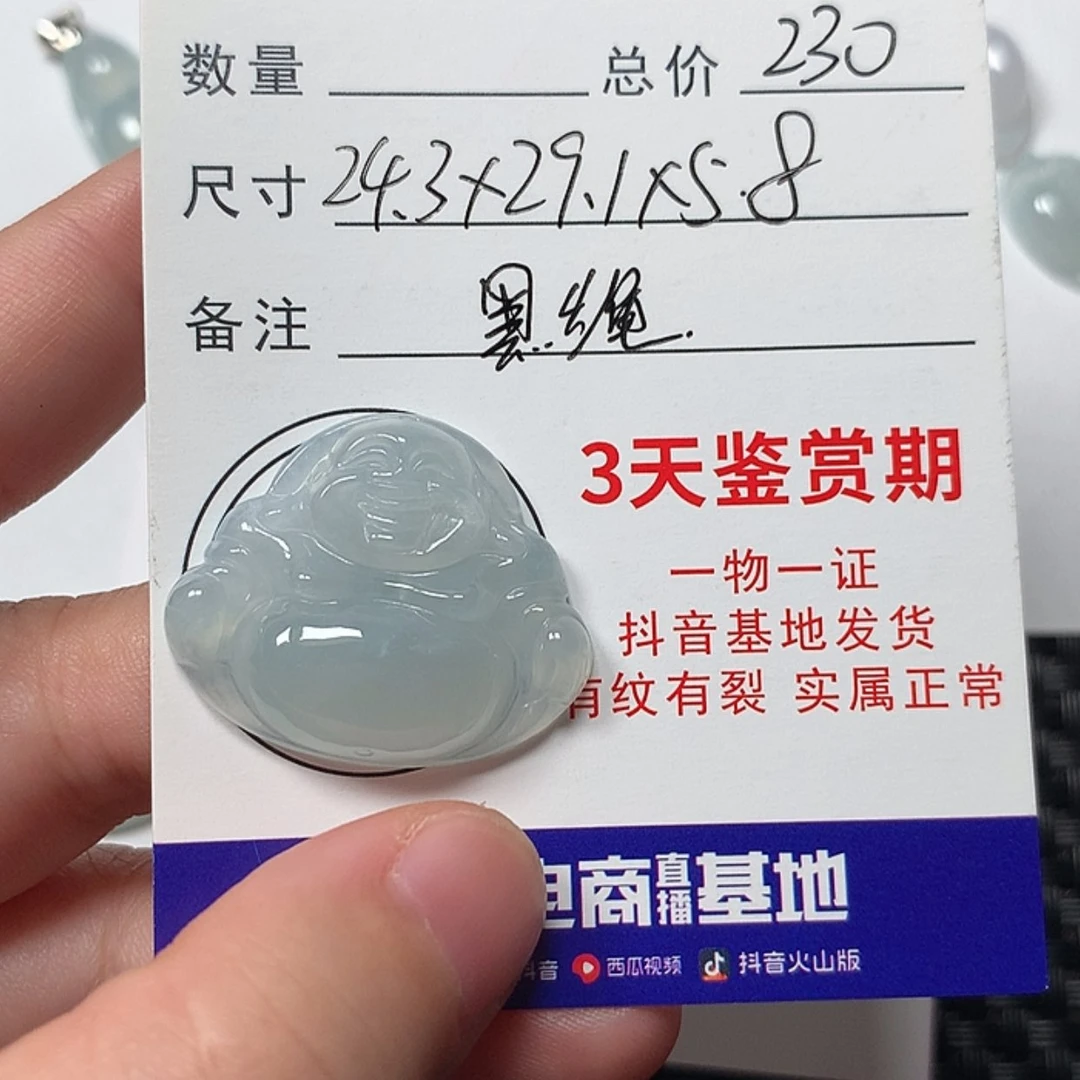 数量 总价 230
尺寸 24.3x29.1x5.8
备注 黑绳.
3天鉴赏期
一物一证
抖音基地发货
有纹有裂 实属正常
电商直播基地
抖音 西瓜视频 抖音火山版